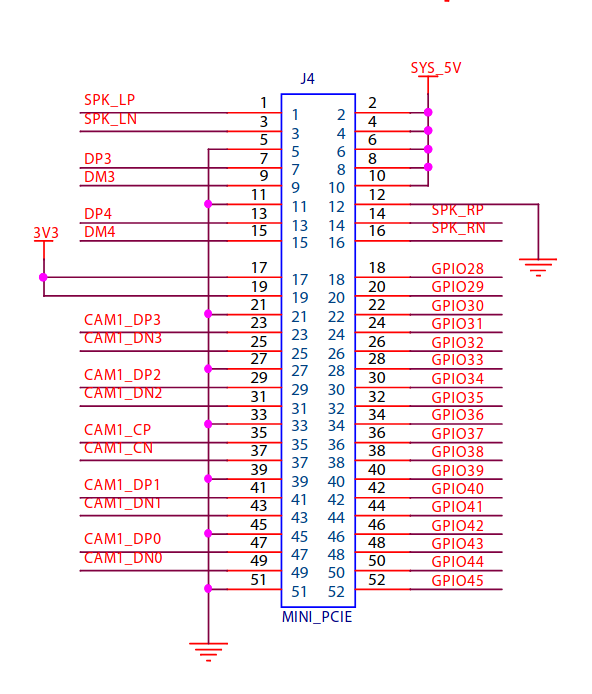 SYS_5V
J4
SPK_LP 1 1 2 2
SPK_LN 3 3 4 4
5 5 6 6
DP3 7 7 8 8
DM3 9 9 10 10
11 11 12 12
DP4 13 13 14 14 SPK_RP
DM4 15 15 16 16 SPK_RN
3V3
17 17 18 18 GPIO28
19 19 20 20 GPIO29
21 21 22 22 GPIO30
CAM1_DP3 23 23 24 24 GPIO31
CAM1_DN3 25 25 26 26 GPIO32
27 27 28 28 GPIO33
CAM1_DP2 29 29 30 30 GPIO34
CAM1_DN2 31 31 32 32 GPIO35
33 33 34 34 GPIO36
CAM1_CP 35 35 36 36 GPIO37
CAM1_CN 37 37 38 38 GPIO38
39 39 40 40 GPIO39
CAM1_DP1 41 41 42 42 GPIO40
CAM1_DN1 43 43 44 44 GPIO41
45 45 46 46 GPIO42
CAM1_DP0 47 47 48 48 GPIO43
CAM1_DN0 49 49 50 50 GPIO44
51 51 52 52 GPIO45
MINI_PCIE